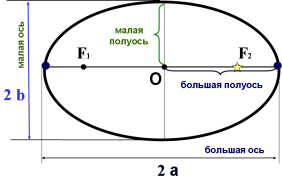 малая ось
2 b
малая
полуось
F1
O
F2
большая полуось
большая ось
2 a